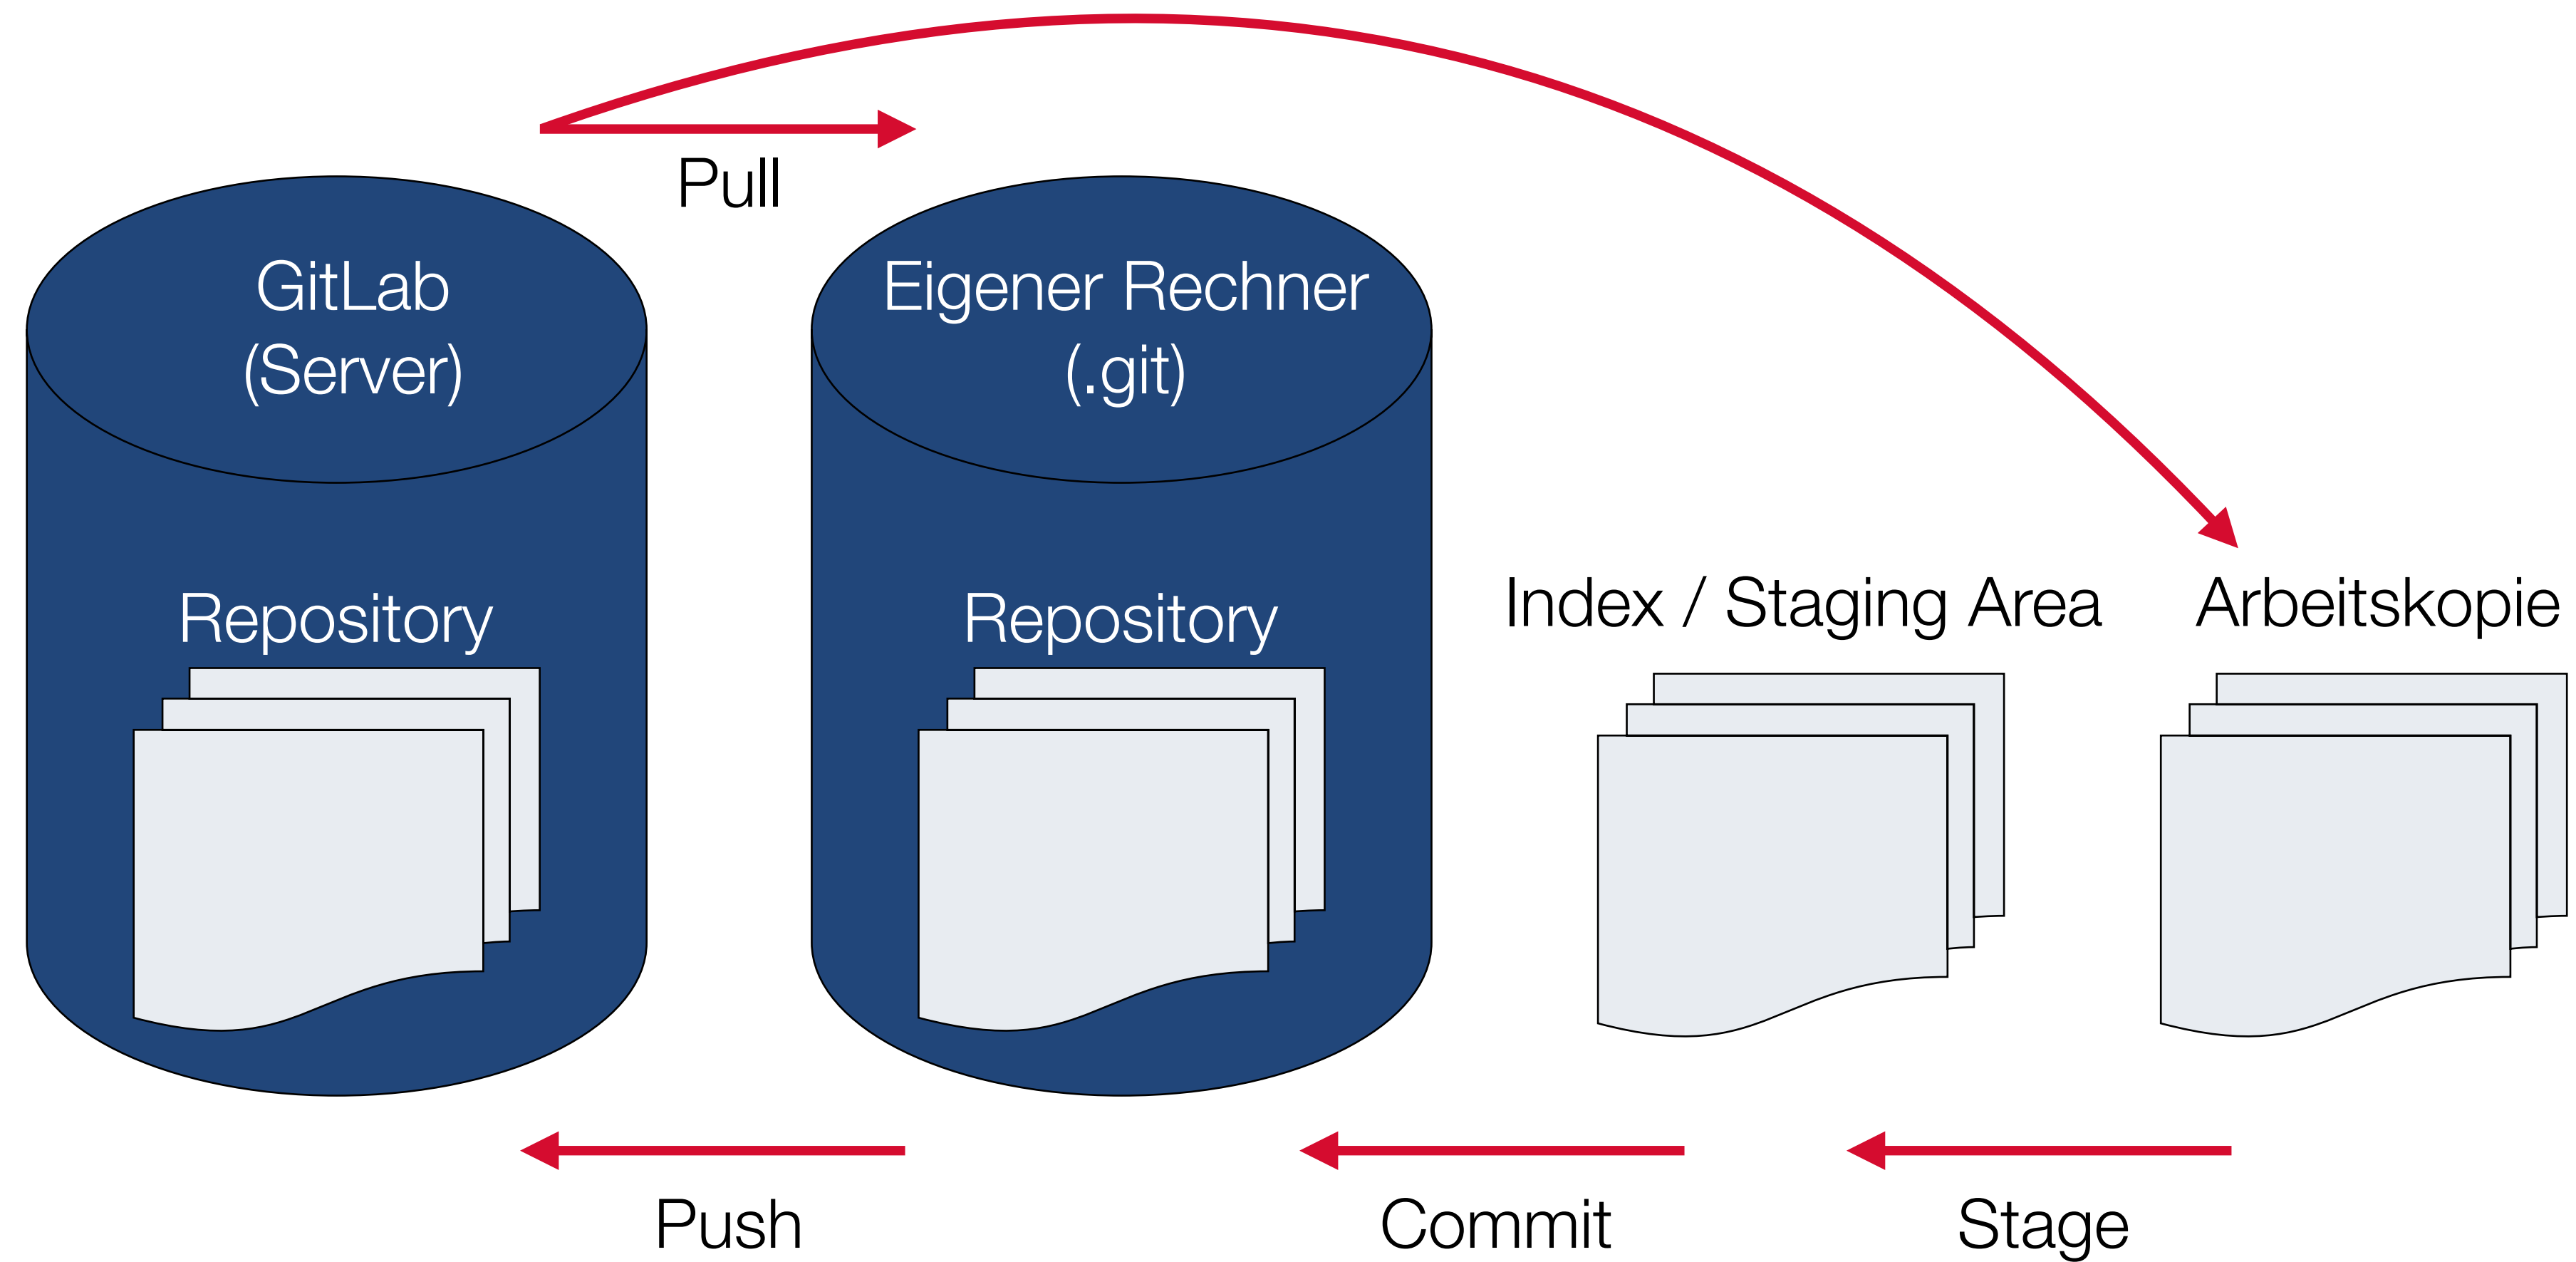 Pull
GitLab
(Server)
Eigener Rechner
(.git)
Repository
Repository
Index / Staging Area
Arbeitskopie
Push
Commit
Stage